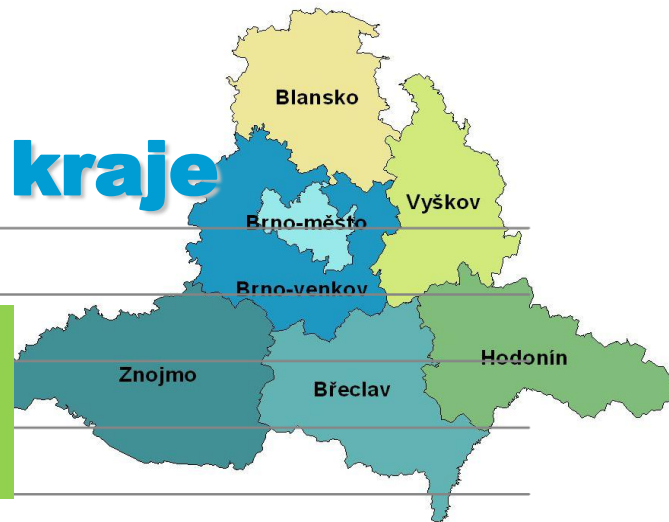 Blansko
kraje
Vyškov
Brno-město
Brno-venkov
Hodonín
Znojmo
Břeclav